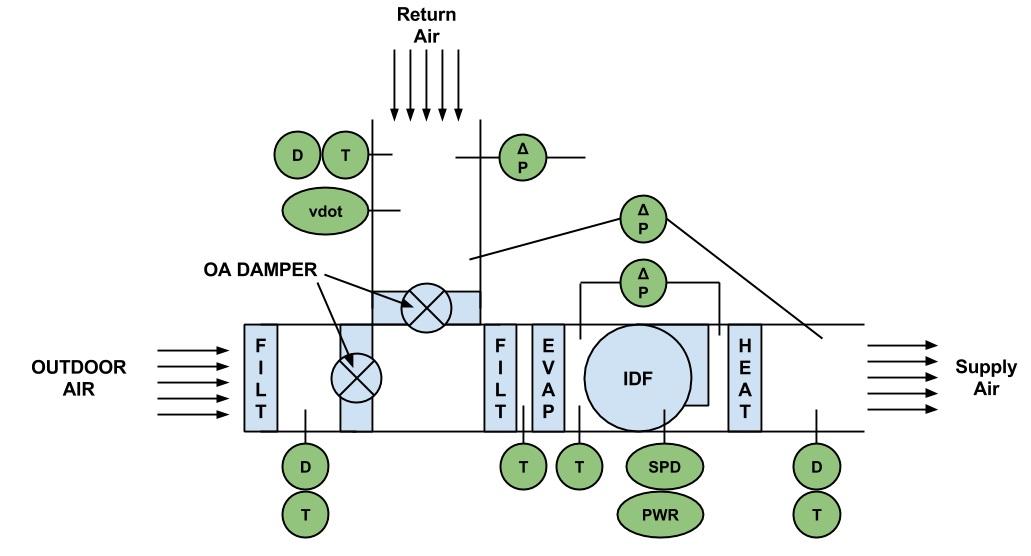 Return
Air
D
T
Δ
P
vdot
Δ
P
OA DAMPER
Δ
P
OUTDOOR
AIR
F
I
L
T
F
I
L
T
E
V
A
P
IDF
H
E
A
T
Supply
Air
D
T
T
T
SPD
PWR
D
T